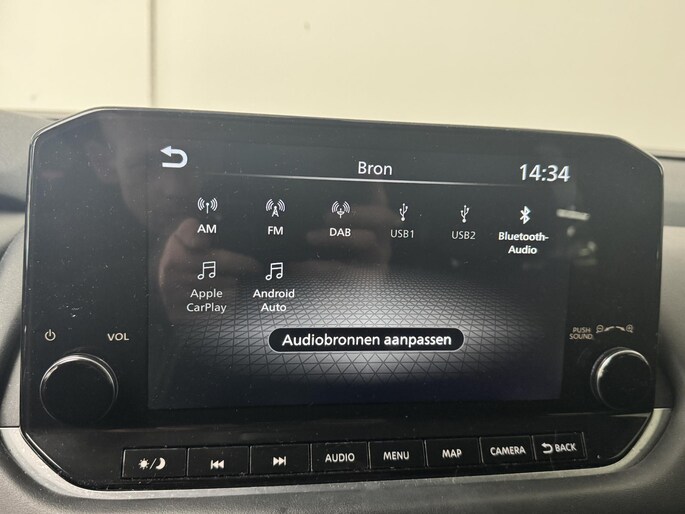 Bron
14:34
AM
FM
DAB
USB1
USB2
Bluetooth-
Audio
Apple
CarPlay
Android
Auto
Audiobronnen aanpassen
VOL
PUSH
SOUND
AUDIO
MENU
MAP
CAMERA
BACK